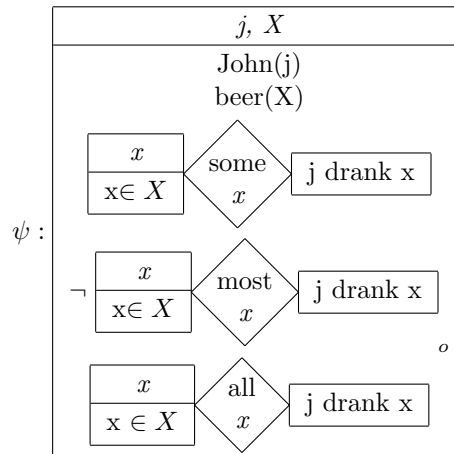 j, X
John(j)
beer(X)
x some j drank x
x∈ X x
ψ :
x most j drank x
¬ x∈ X x
o
x all j drank x
x ∈ X x